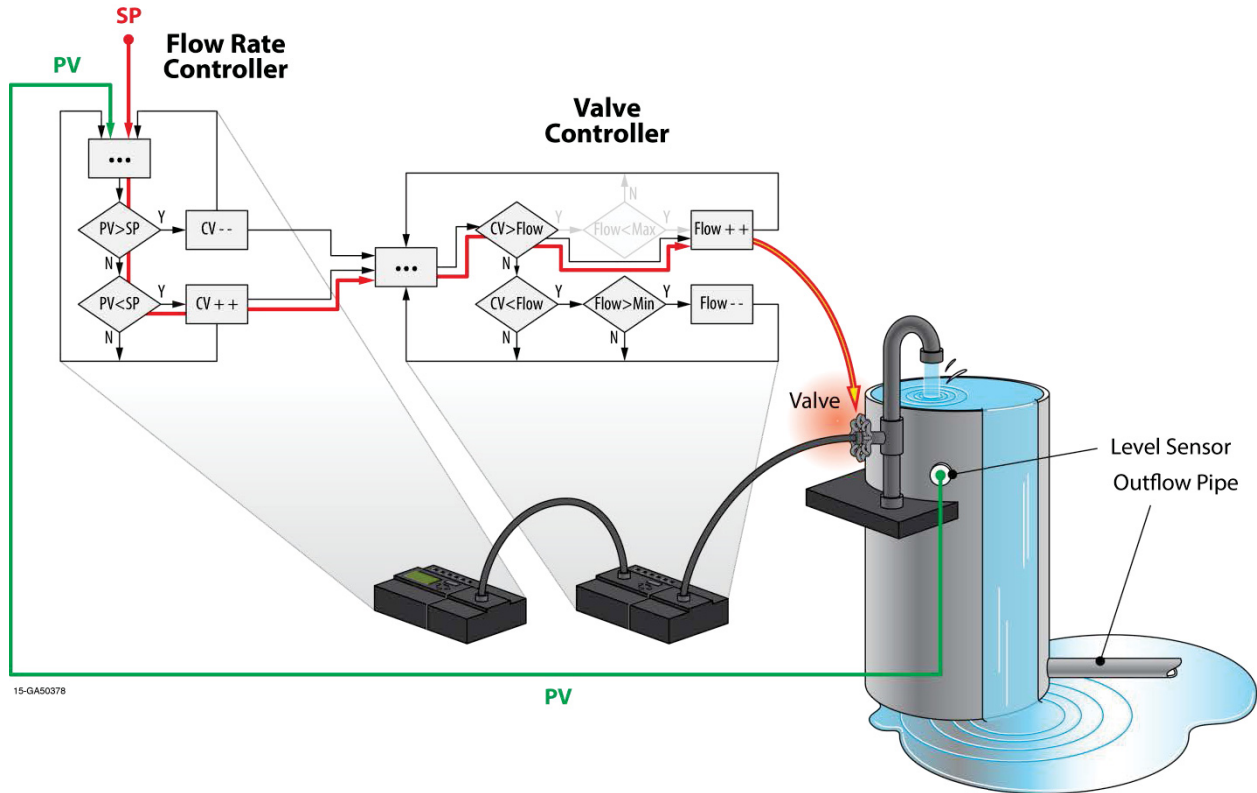 SP
Flow Rate
Controller
PV
Valve
Controller
...
PV>SP
Y
CV - -
N
PV<SP
Y
CV + +
N
...
CV>Flow
Y
Flow<Max
N
Y
Flow + +
N
CV<Flow
Y
Flow>Min
Y
Flow - -
N
N
Valve
Level Sensor
Outflow Pipe
15-GA50378
PV